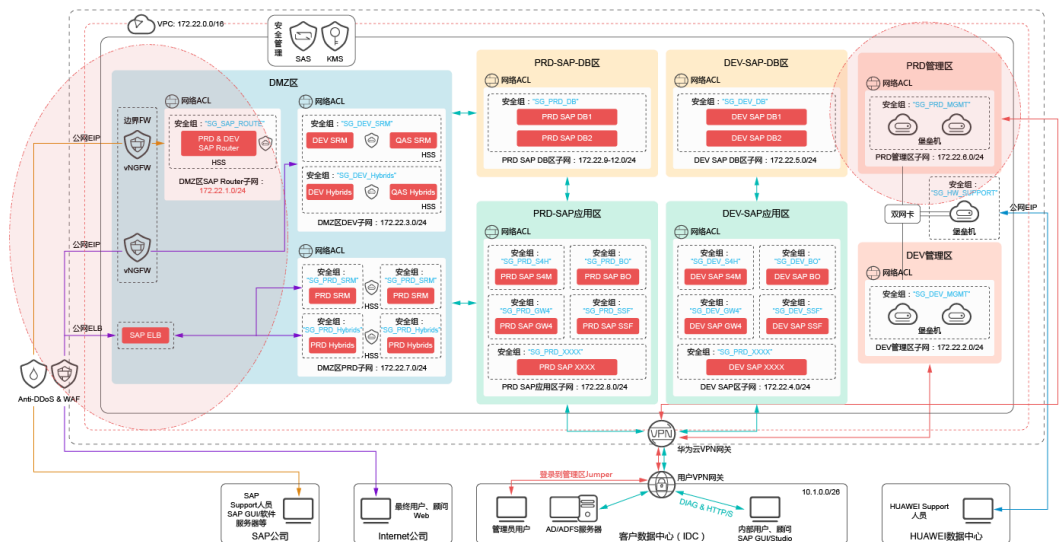 VPC: 172.22.0.0/16
安全管理
SAS
KMS
DMZ区
边界FW
vNGFW
vNGFW
公网EIP
公网EIP
公网ELB
SAP ELB
网络ACL
安全组："SG_SAP_ROUTE"
PRD & DEV
SAP Router
HSS
DMZ区SAP Router子网：
172.22.1.0/24
网络ACL
安全组："SG_DEV_SRM"
DEV SRM
QAS SRM
HSS
安全组："SG_DEV_Hybrids"
DEV Hybrids
QAS Hybrids
HSS
DMZ区DEV子网：172.22.3.0/24
网络ACL
安全组：
"SG_PRD_SRM"
PRD SRM
安全组：
"SG_PRD_SRM"
PRD SRM
HSS
安全组：
"SG_PRD_Hybrids"
PRD Hybrids
安全组：
"SG_PRD_Hybrids"
PRD Hybrids
HSS
DMZ区PRD子网：172.22.7.0/24
PRD-SAP-DB区
网络ACL
安全组："SG_PRD_DB"
PRD SAP DB1
PRD SAP DB2
PRD SAP DB区子网：172.22.9-12.0/24
DEV-SAP-DB区
网络ACL
安全组："SG_DEV_DB"
DEV SAP DB1
DEV SAP DB2
DEV SAP DB区子网：172.22.5.0/24
PRD-SAP应用区
网络ACL
安全组：
"SG_PRD_S4H"
PRD SAP S4M
安全组：
"SG_PRD_BO"
PRD SAP BO
安全组：
"SG_PRD_GW4"
PRD SAP GW4
安全组：
"SG_PRD_SSF"
PRD SAP SSF
安全组："SG_PRD_XXXX"
PRD SAP XXXX
PRD SAP应用区子网：172.22.8.0/24
DEV-SAP应用区
网络ACL
安全组：
"SG_DEV_S4H"
DEV SAP S4M
安全组：
"SG_DEV_BO"
DEV SAP BO
安全组：
"SG_DEV_GW4"
DEV SAP GW4
安全组：
"SG_DEV_SSF"
DEV SAP SSF
安全组："SG_PRD_XXXX"
DEV SAP XXXX
DEV SAP区子网：172.22.4.0/24
PRD管理区
网络ACL
安全组："SG_PRD_MGMT"
堡垒机
PRD管理区子网：172.22.6.0/24
安全组：
"SG_HW_SUPPORT"
堡垒机
双网卡
公网EIP
DEV管理区
网络ACL
安全组："SG_DEV_MGMT"
堡垒机
DEV管理区子网：172.22.2.0/24
Anti-DDoS & WAF
VPN
华为云VPN网关
用户VPN网关
登录到管理区Jumper
DIAG & HTTP/S
10.1.0.0/26
SAP
Support人员
SAP GUI/软件
服务器等
SAP公司
最终用户、顾问
Web
Internet公司
管理员用户
AD/ADFS服务器
内部用户、顾问
SAP GUI/Studio
客户数据中心（IDC）
HUAWEI Support
人员
HUAWEI数据中心